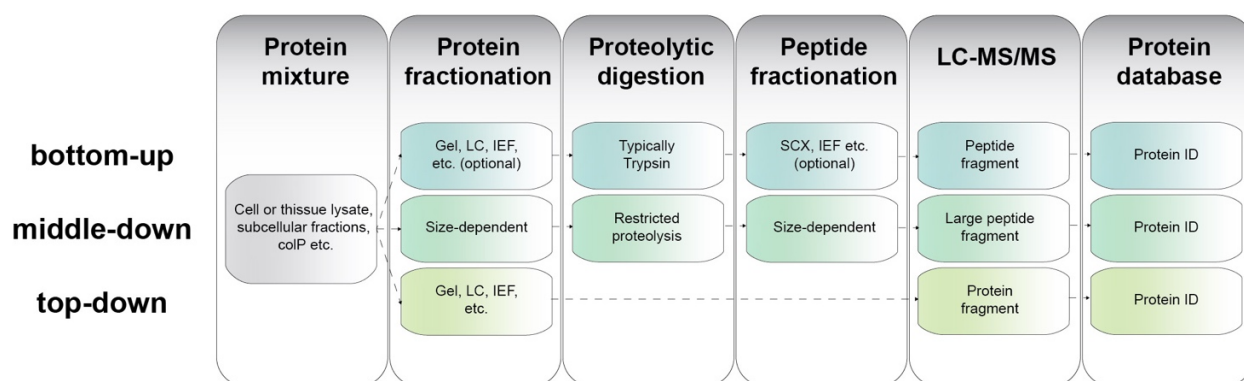 Protein
mixture
Protein
fractionation
Proteolytic
digestion
Peptide
fractionation
LC-MS/MS
Protein
database
bottom-up
Gel, LC, IEF,
etc. (optional)
Typically
Trypsin
SCX, IEF etc.
(optional)
Peptide
fragment
Protein ID
middle-down
Cell or thissue lysate,
subcellular fractions,
coIP etc.
Size-dependent
Restricted
proteolysis
Size-dependent
Large peptide
fragment
Protein ID
top-down
Gel, LC, IEF,
etc.
Protein
fragment
Protein ID